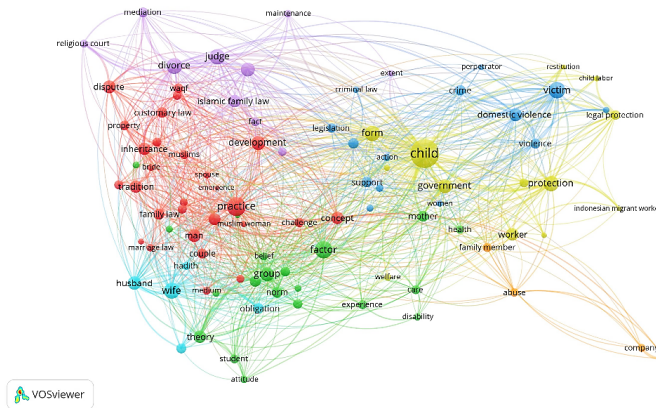 mediation
maintenance
religious court
judge
divorce
extent
perpetrator
restitution
child labor
dispute
waqf
criminal law
crime
victim
islamic family law
customary law
domestic violence
legal protection
property
fact
legislation
form
development
inheritance
muslims
action
child
violence
bride
spouse
tradition
emergence
support
government
protection
women
practice
family law
muslim woman
challenge
concept
mother
indonesian migrant worke
man
health
worker
marriage law
couple
belief
factor
family member
hadith
group
husband
wife
medium
norm
welfare
care
abuse
obligation
experience
disability
theory
company
student
attitude
VOSviewer